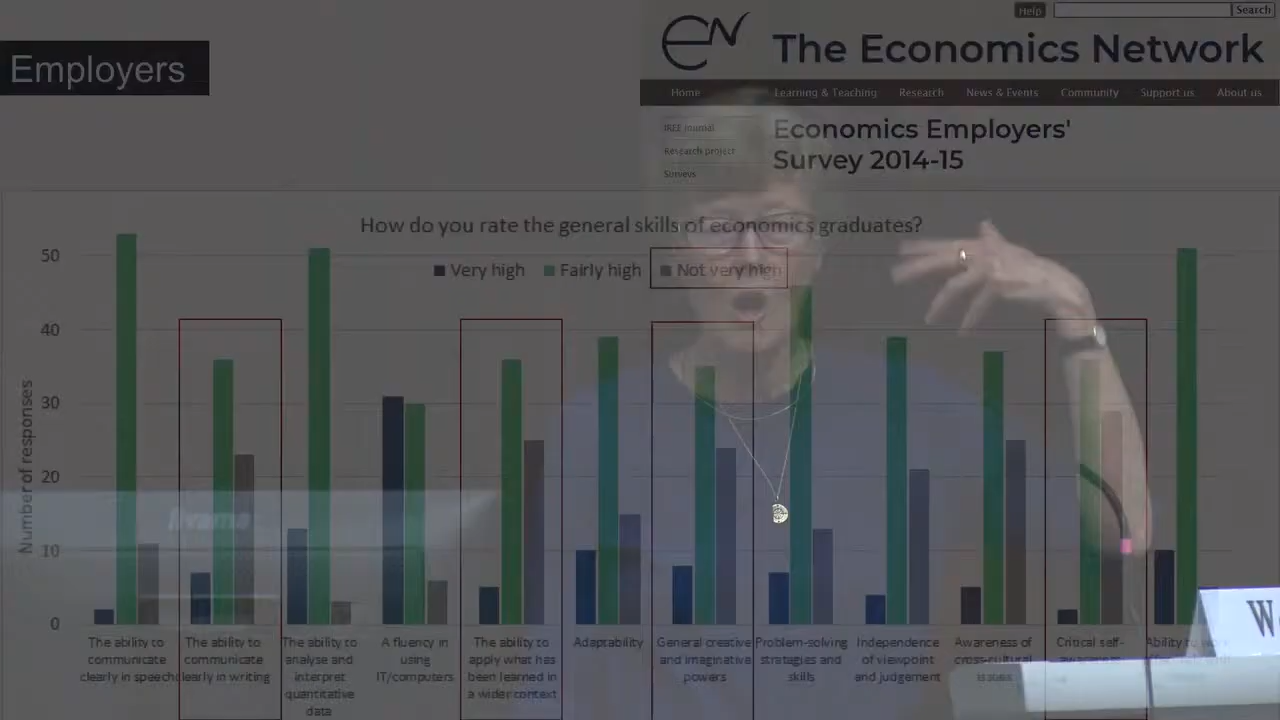 Help
Search
EN
The Economics Network
Employers
Home Learning & Teaching Research News & Events Community Support us About us
IREE journal
Research project
Surveys
Economics Employers'
Survey 2014-15
How do you rate the general skills of economics graduates?
Very high Fairly high Not very high
Number of responses
50
40
30
20
10
0
The ability to
communicate
clearly in speech
The ability to
communicate
clearly in writing
The ability to
analyse and
interpret
quantitative
data
A fluency in
using
IT/computers
The ability to
apply what has
been learned in
a wider context
Adaptability
General creative
and imaginative
powers
Problem-solving
strategies and
skills
Independence
of viewpoint
and judgement
Awareness of
cross-cultural
issues
Critical self-
awareness
Ability to
iiyama
W